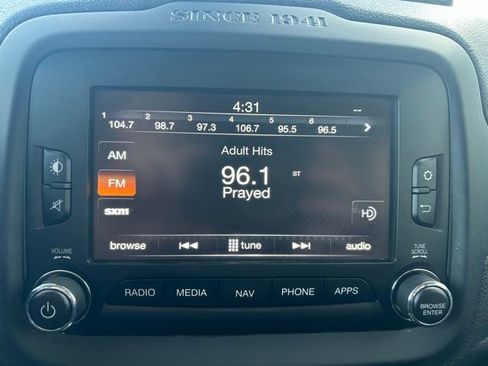 SINCE 1941
4:31 --
1 2 3 4 5 6
104.7 98.7 97.3 106.7 95.5 96.5
AM
Adult Hits
FM
96.1 ST
Prayed
sxm
HD
browse tune audio
VOLUME
TUNE
SCROLL
RADIO MEDIA NAV PHONE APPS
BROWSE
ENTER